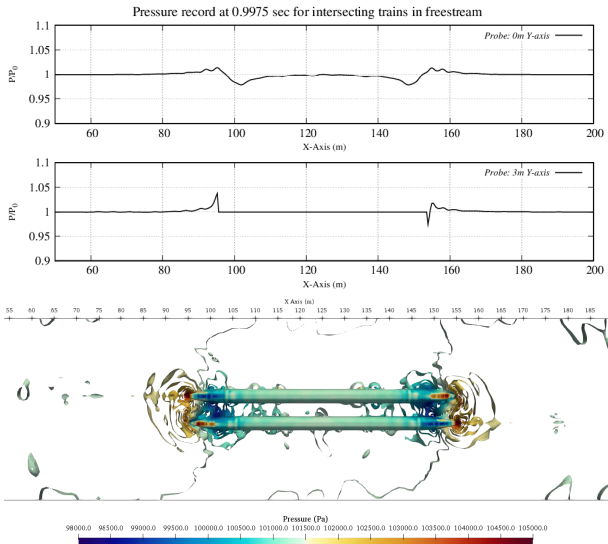 Pressure record at 0.9975 sec for intersecting trains in freestream
1.1
1.05
1
0.95
0.9
P/P0
Probe: 0m Y-axis
60 80 100 120 140 160 180 200
X-Axis (m)
1.1
1.05
1
0.95
0.9
P/P0
Probe: 3m Y-axis
60 80 100 120 140 160 180 200
X-Axis (m)
X Axis (m)
55 60 65 70 75 80 85 90 95 100 105 110 115 120 125 130 135 140 145 150 155 160 165 170 175 180 185
Pressure (Pa)
98000.0 98500.0 99000.0 99500.0 100000.0 100500.0 101000.0 101500.0 102000.0 102500.0 103000.0 103500.0 104000.0 104500.0 105000.0